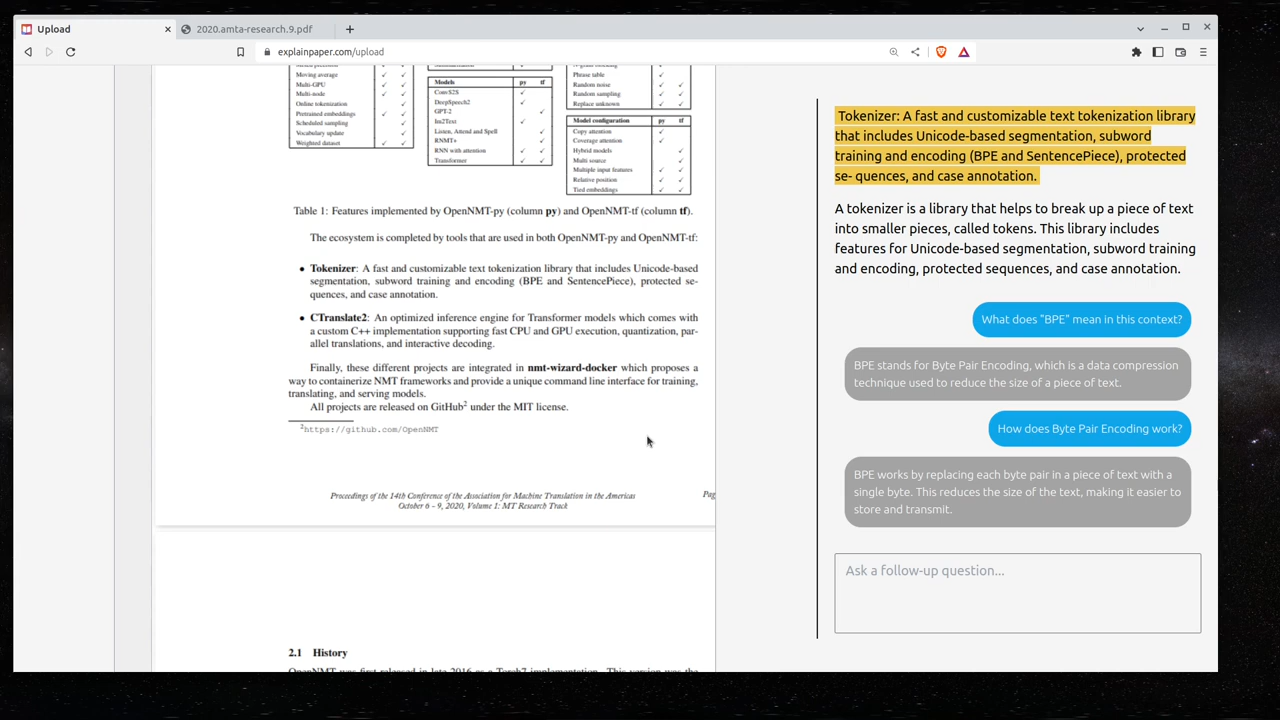 Upload
2020.amta-research.9.pdf
explainpaper.com/upload
Moving average ✓ ✓
Multi-GPU ✓ ✓
Multi-node ✓ ✓
Online tokenization ✓
Pretrained embeddings ✓ ✓
Scheduled sampling ✓
Vocabulary update ✓
Weighted dataset ✓ ✓
Models py tf
ConvS2S ✓
DeepSpeech2 ✓
GPT-2 ✓
Im2Text ✓
Listen, Attend and Spell ✓
RNMT+ ✓
RNN with attention ✓ ✓
Transformer ✓ ✓
Phrase table ✓
Random noise ✓ ✓
Random sampling ✓ ✓
Replace unknown ✓ ✓
Model configuration py tf
Copy attention ✓
Coverage attention ✓
Hybrid models ✓
Multi source ✓
Multiple input features ✓ ✓
Relative position ✓ ✓
Tied embeddings ✓ ✓
Table 1: Features implemented by OpenNMT-py (column py) and OpenNMT-tf (column tf).
The ecosystem is completed by tools that are used in both OpenNMT-py and OpenNMT-tf:
• Tokenizer: A fast and customizable text tokenization library that includes Unicode-based
segmentation, subword training and encoding (BPE and SentencePiece), protected se-
quences, and case annotation.
• CTranslate2: An optimized inference engine for Transformer models which comes with
a custom C++ implementation supporting fast CPU and GPU execution, quantization, par-
allel translations, and interactive decoding.
Finally, these different projects are integrated in nmt-wizard-docker which proposes a
way to containerize NMT frameworks and provide a unique command line interface for training,
translating, and serving models.
All projects are released on GitHub2 under the MIT license.
2https://github.com/OpenNMT
Proceedings of the 14th Conference of the Association for Machine Translation in the Americas
October 6 - 9, 2020, Volume 1: MT Research Track
Pag
2.1 History
OpenNMT was first released in late 2016 as a Torch7 implementation. This version was the
Tokenizer: A fast and customizable text tokenization library
that includes Unicode-based Segmentation, subword
training and encoding (BPE and SentencePiece), protected
se- quences, and case annotation.
A tokenizer is a library that helps to break up a piece of text
into smaller pieces, called tokens. This library includes
features for Unicode-based segmentation, subword training
and encoding, protected sequences, and case annotation.
What does "BPE" mean in this context?
BPE stands for Byte Pair Encoding, which is a data compression
technique used to reduce the size of a piece of text.
How does Byte Pair Encoding work?
BPE works by replacing each byte pair in a piece of text with a
single byte. This reduces the size of the text, making it easier to
store and transmit.
Ask a follow-up question...